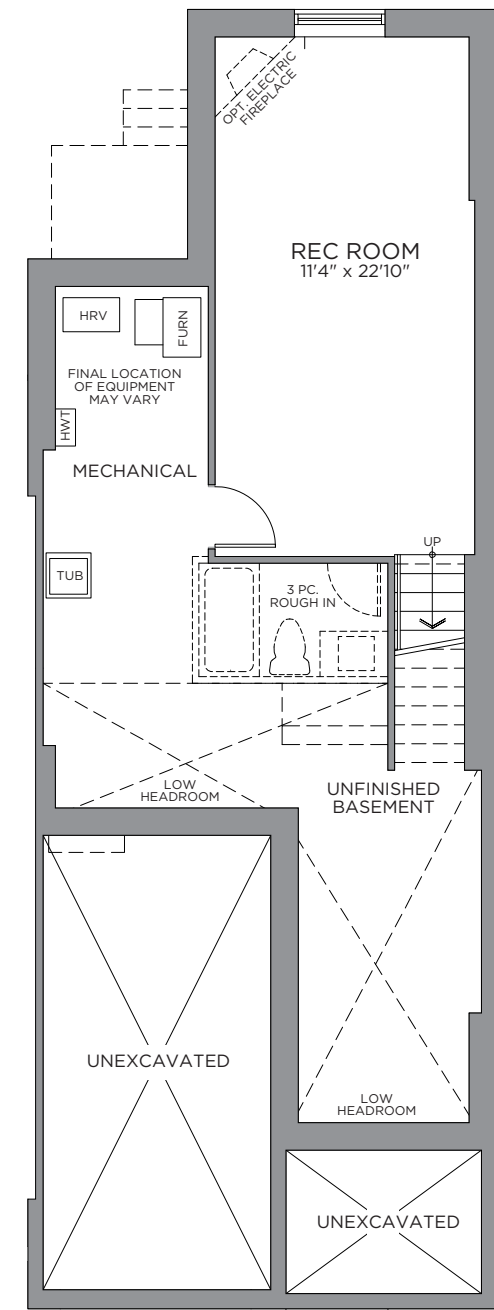 OPT. ELECTRIC
FIREPLACE
REC ROOM
11'4" x 22'10"
HRV
FURN
FINAL LOCATION
OF EQUIPMENT
MAY VARY
HWT
MECHANICAL
UP
TUB
3 PC.
ROUGH IN
LOW
HEADROOM
UNFINISHED
BASEMENT
UNEXCAVATED
LOW
HEADROOM
UNEXCAVATED